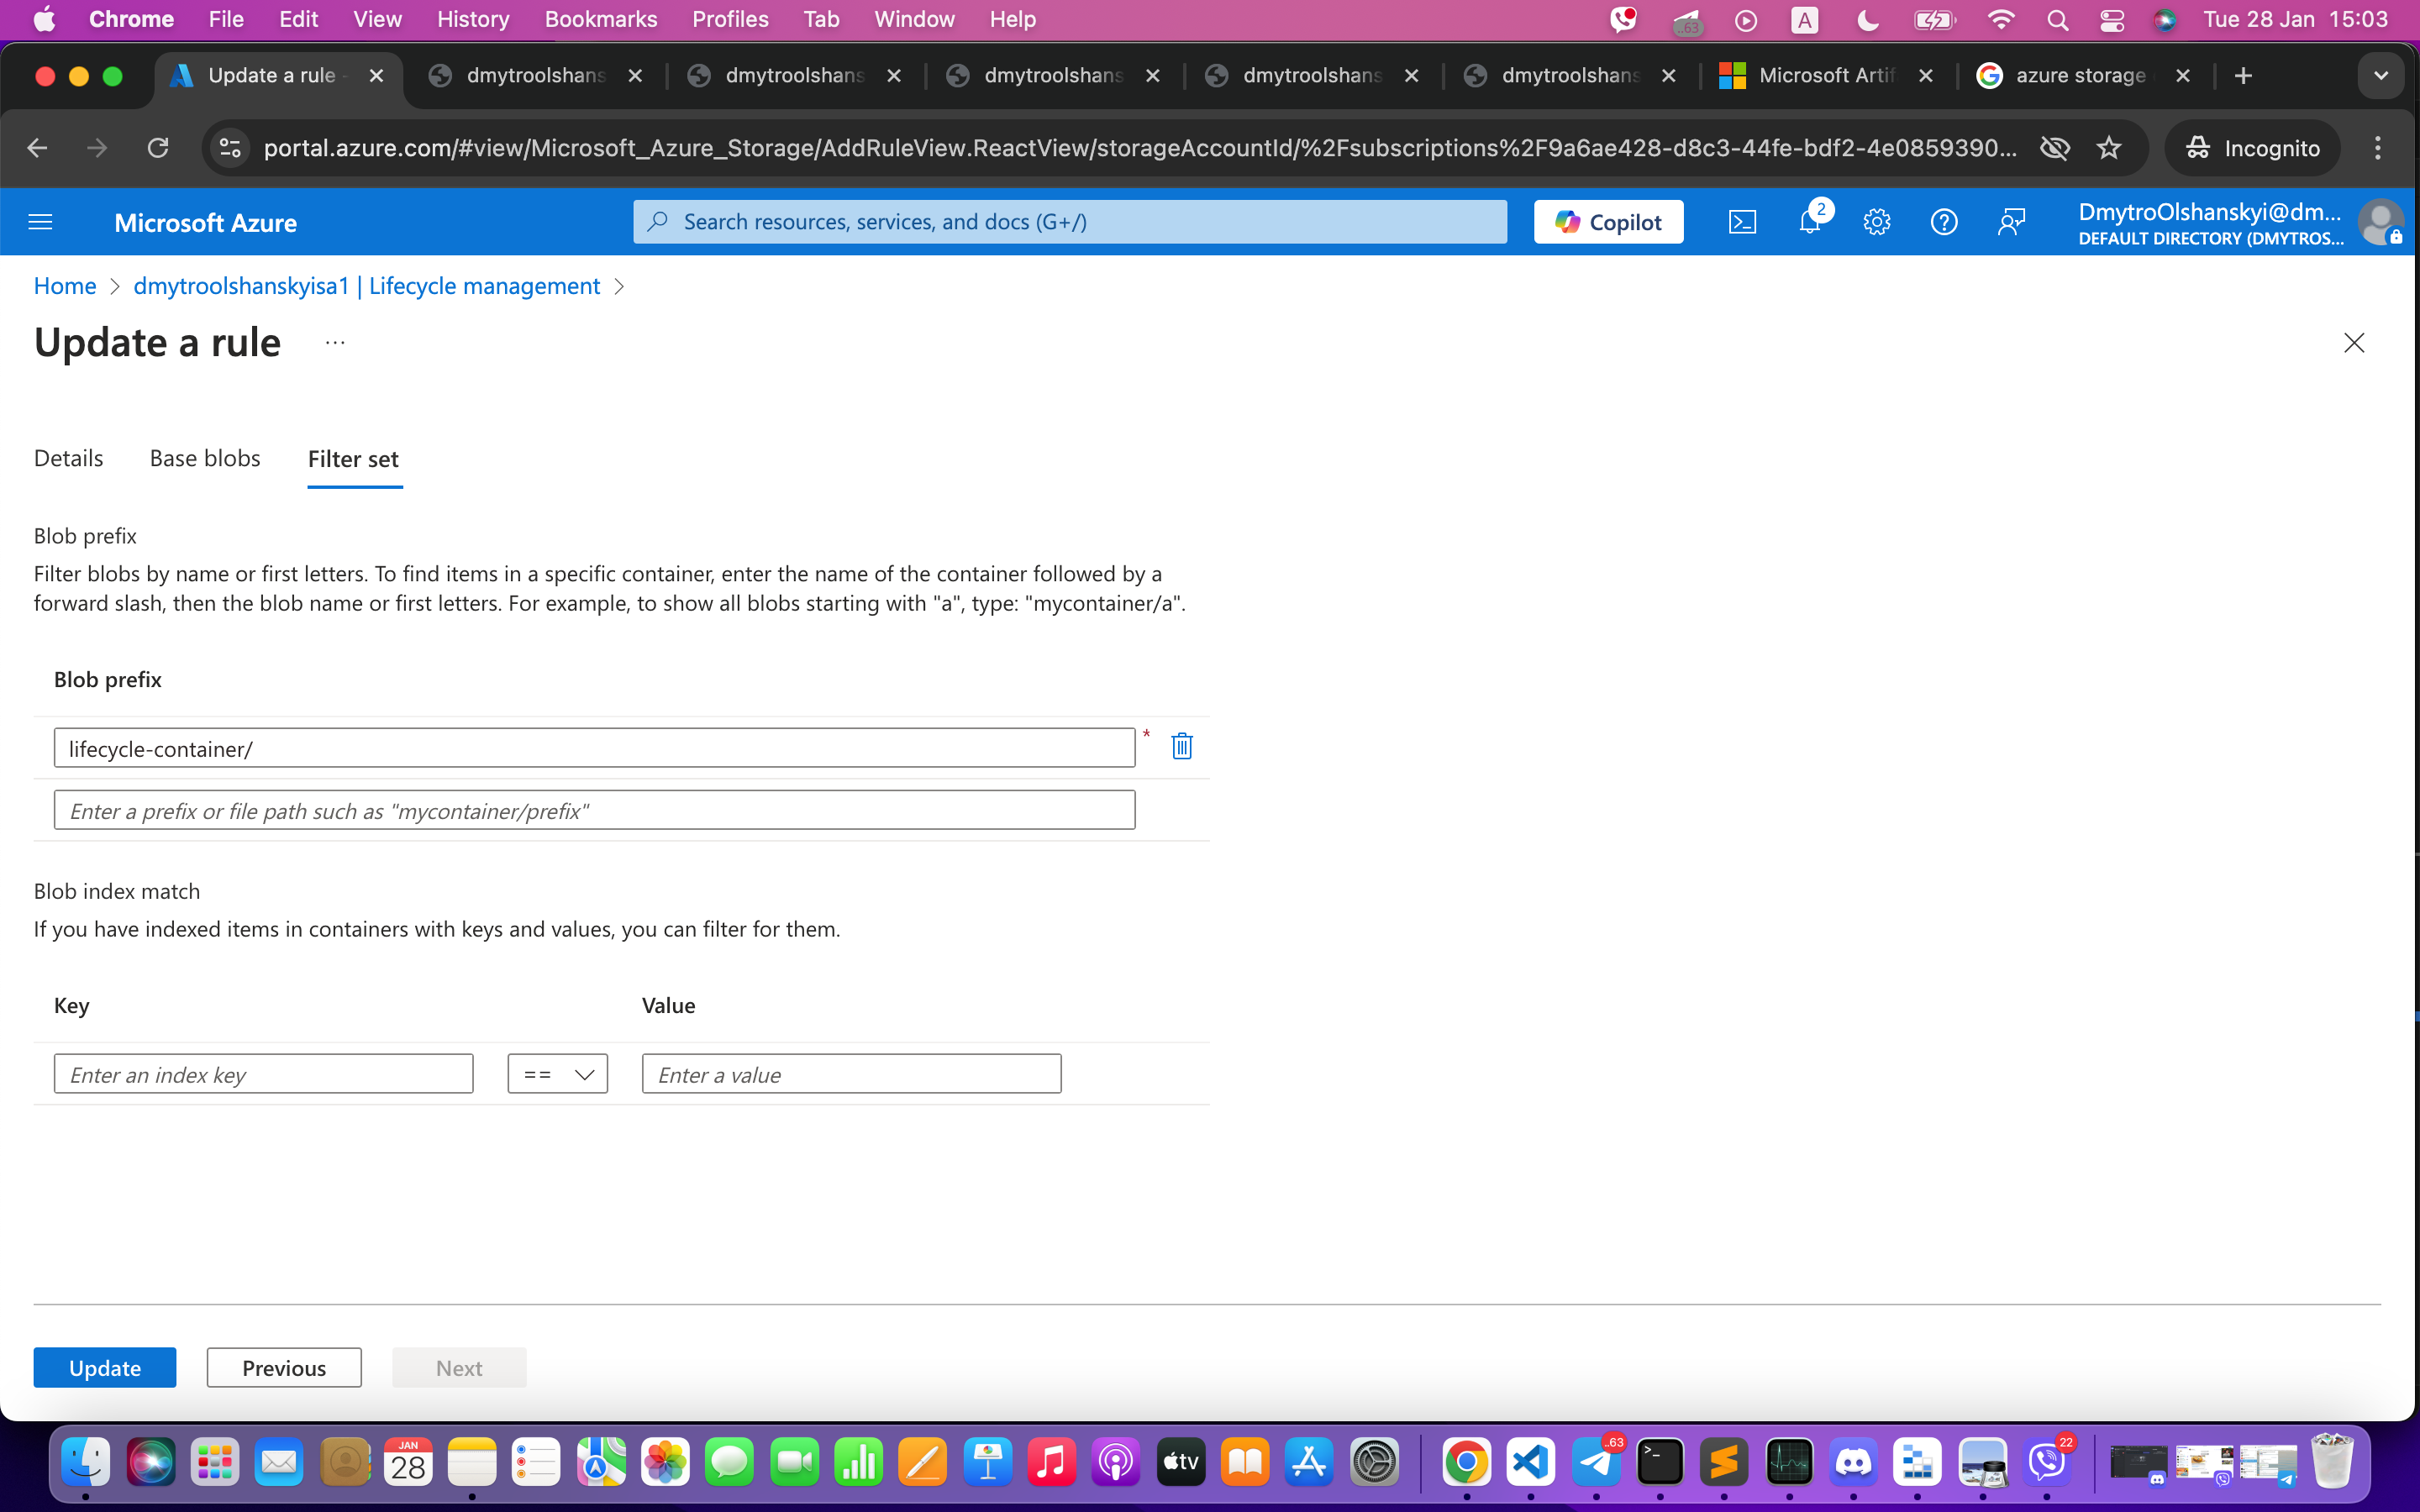 Chrome File Edit View History Bookmarks Profiles Tab Window Help ..63 A Tue 28 Jan 15:03
Update a rule - dmytroolshans dmytroolshans dmytroolshans dmytroolshans dmytroolshans Microsoft Artif azure storage
portal.azure.com/#view/Microsoft_Azure_Storage/AddRuleView.ReactView/storageAccountId/%2Fsubscriptions%2F9a6ae428-d8c3-44fe-bdf2-4e0859390... Incognito
Microsoft Azure Search resources, services, and docs (G+/) Copilot 2 DmytroOlshanskyi@dm...
DEFAULT DIRECTORY (DMYTROS...
Home > dmytroolshanskyisa1 | Lifecycle management >
Update a rule ...
Details Base blobs Filter set
Blob prefix
Filter blobs by name or first letters. To find items in a specific container, enter the name of the container followed by a
forward slash, then the blob name or first letters. For example, to show all blobs starting with "a", type: "mycontainer/a".
Blob prefix
lifecycle-container/ *
Enter a prefix or file path such as "mycontainer/prefix"
Blob index match
If you have indexed items in containers with keys and values, you can filter for them.
Key Value
Enter an index key == Enter a value
Update Previous Next
JAN
28
tv
..63
22